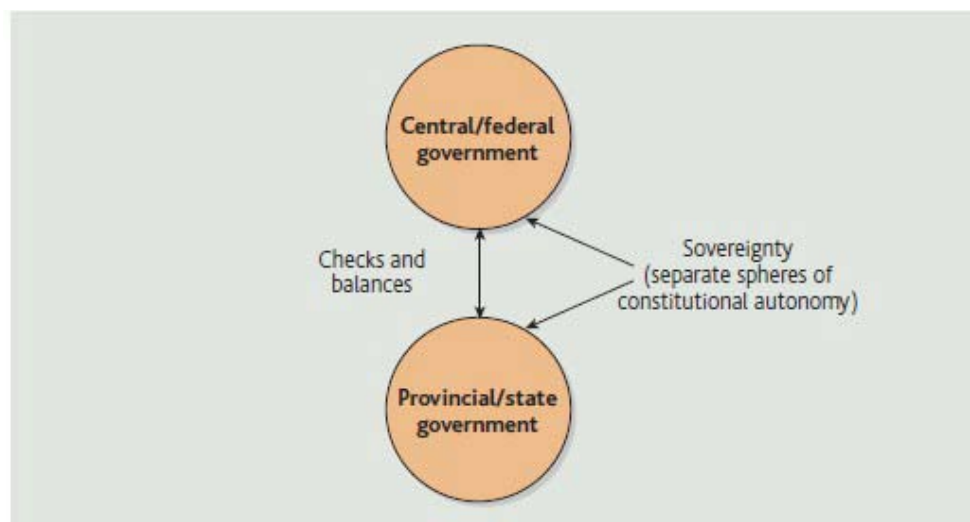 Central/federal
government
Checks and
balances
Sovereignty
(separate spheres of
constitutional autonomy)
Provincial/state
government